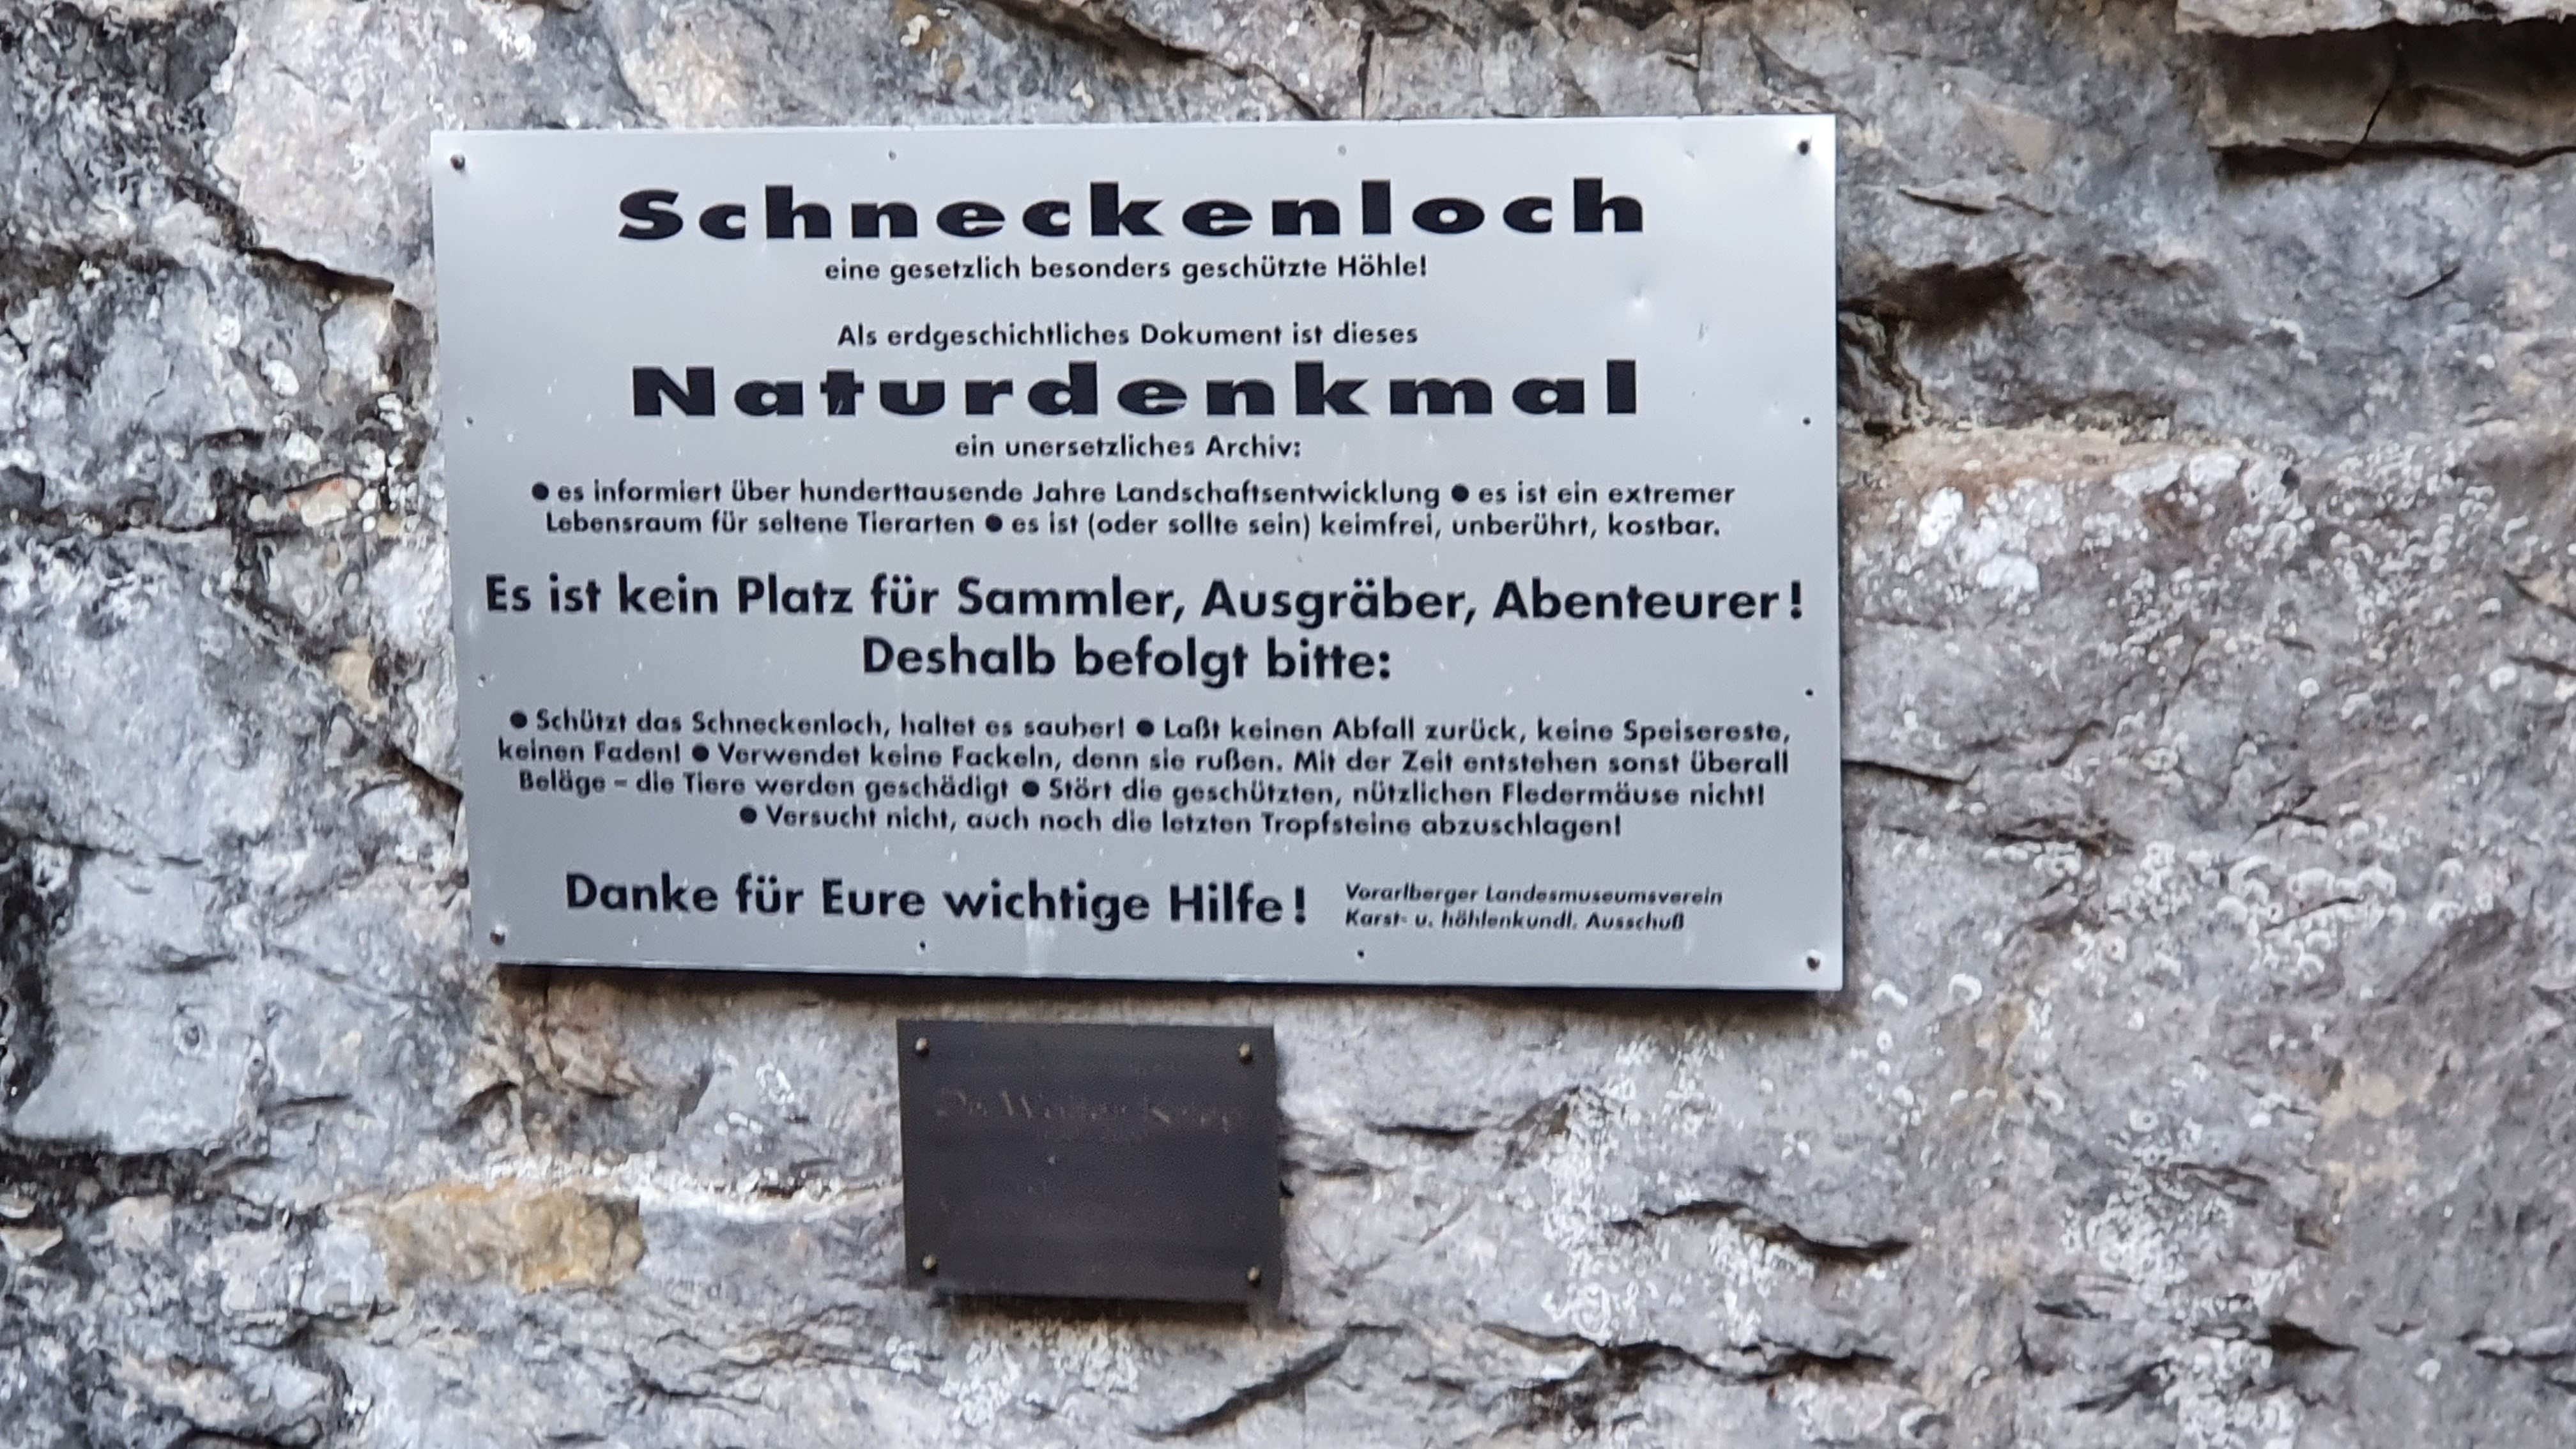 Schneckenloch
eine gesetzlich besonders geschützte Höhle!
Als erdgeschichtliches Dokument ist dieses
Naturdenkmal
ein unersetzliches Archiv:
● es informiert über hunderttausende Jahre Landschaftsentwicklung ● es ist ein extremer
Lebensraum für seltene Tierarten ● es ist (oder sollte sein) keimfrei, unberührt, kostbar.
Es ist kein Platz für Sammler, Ausgräber, Abenteurer!
Deshalb befolgt bitte:
● Schützt das Schneckenloch, haltet es sauber! ● Laßt keinen Abfall zurück, keine Speisereste,
keinen Faden! ● Verwendet keine Fackeln, denn sie rußen. Mit der Zeit entstehen sonst überall
Beläge – die Tiere werden geschädigt ● Stört die geschützten, nützlichen Fledermäuse nicht!
● Versucht nicht, auch noch die letzten Tropfsteine abzuschlagen!
Danke für Eure wichtige Hilfe!
Vorarlberger Landesmuseumsverein
Karst- u. höhlenkundl. Ausschuß